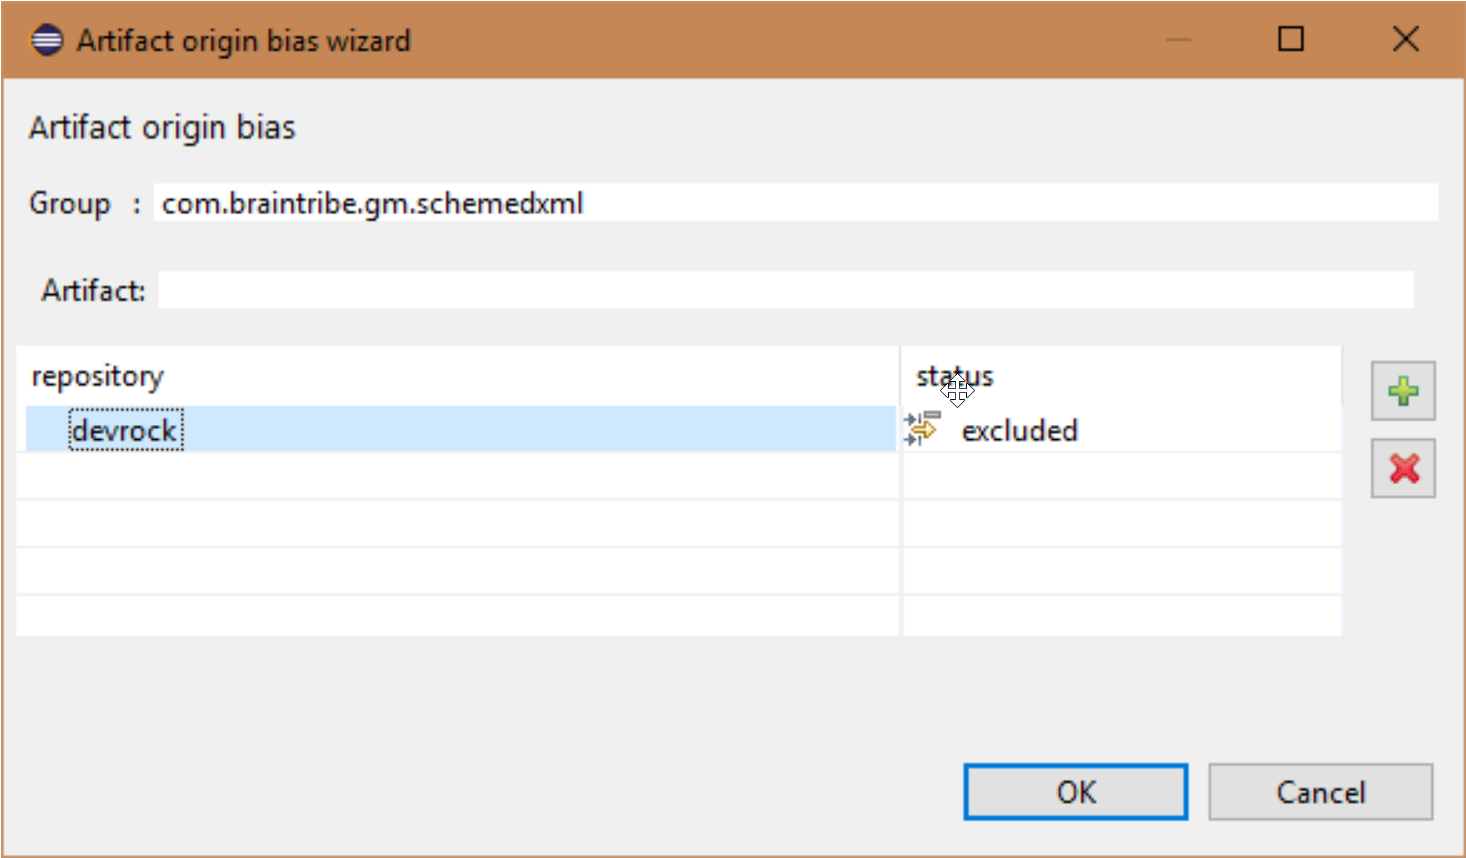 Artifact origin bias wizard
Artifact origin bias
Group : com.braintribe.gm.schemedxml
Artifact:
repository status
devrock excluded
OK Cancel